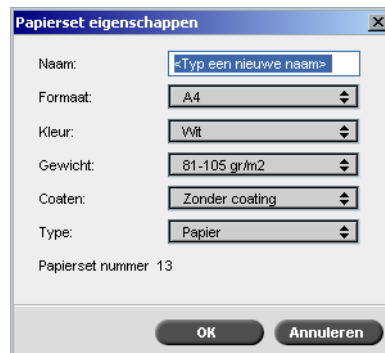 Papierset eigenschappen
Naam: <Typ een nieuwe naam>
Formaat: A4
Kleur: Wit
Gewicht: 81-105 gr/m2
Coaten: Zonder coating
Type: Papier
Papierset nummer 13
OK Annuleren